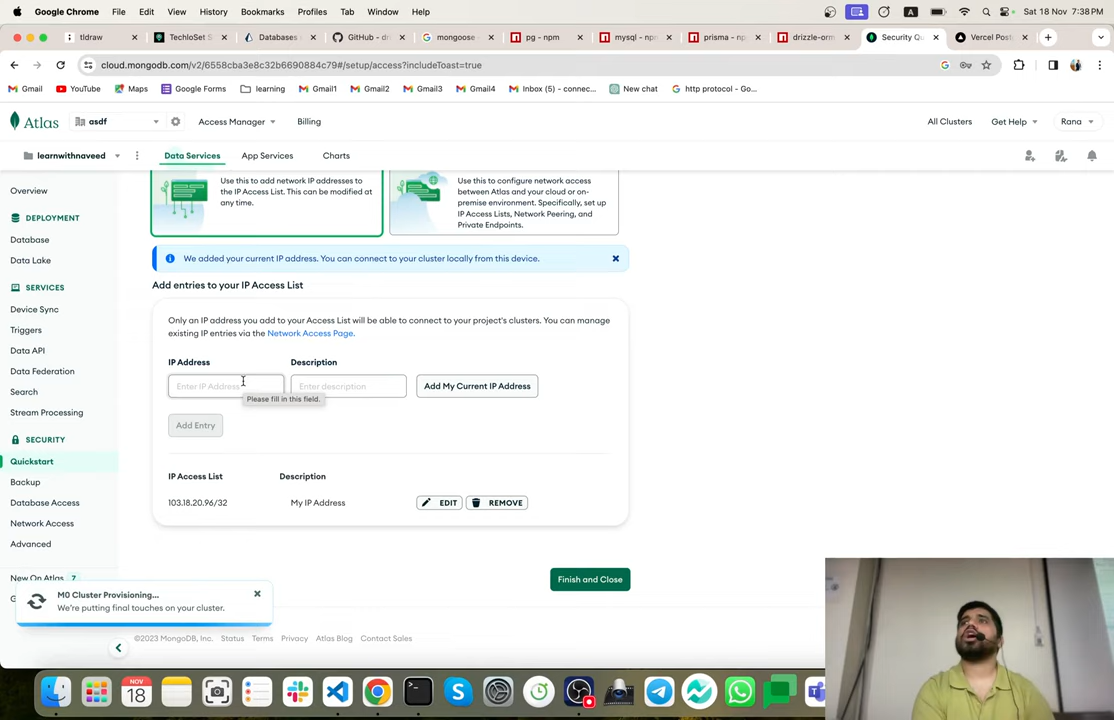 Google Chrome File Edit View History Bookmarks Profiles Tab Window Help A Sat 18 Nov 7:38 PM
tldraw TechloSet S Databases GitHub - dr mongoose - pg - npm mysql - npm prisma - np drizzle-orm Security Qu Vercel Post
cloud.mongodb.com/v2/6558cba3e8c32b6690884c79#/setup/access?includeToast=true
Gmail YouTube Maps Google Forms learning Gmail1 Gmail2 Gmail3 Gmail4 Inbox (5) - connec... New chat http protocol - Go...
Atlas asdf Access Manager Billing All Clusters Get Help Rana
learnwithnaveed Data Services App Services Charts
Overview
DEPLOYMENT
Database
Data Lake
SERVICES
Device Sync
Triggers
Data API
Data Federation
Search
Stream Processing
SECURITY
Quickstart
Backup
Database Access
Network Access
Advanced
New On Atlas 7
Use this to add network IP addresses to
the IP Access List. This can be modified at
any time.
Use this to configure network access
between Atlas and your cloud or on-
premise environment. Specifically, set up
IP Access Lists, Network Peering, and
Private Endpoints.
We added your current IP address. You can connect to your cluster locally from this device.
Add entries to your IP Access List
Only an IP address you add to your Access List will be able to connect to your project's clusters. You can manage
existing IP entries via the Network Access Page.
IP Address Description
Enter IP Address Enter description Add My Current IP Address
Please fill in this field.
Add Entry
IP Access List Description
103.18.20.96/32 My IP Address EDIT REMOVE
Finish and Close
M0 Cluster Provisioning...
We're putting final touches on your cluster.
©2023 MongoDB, Inc. Status Terms Privacy Atlas Blog Contact Sales
NOV
18